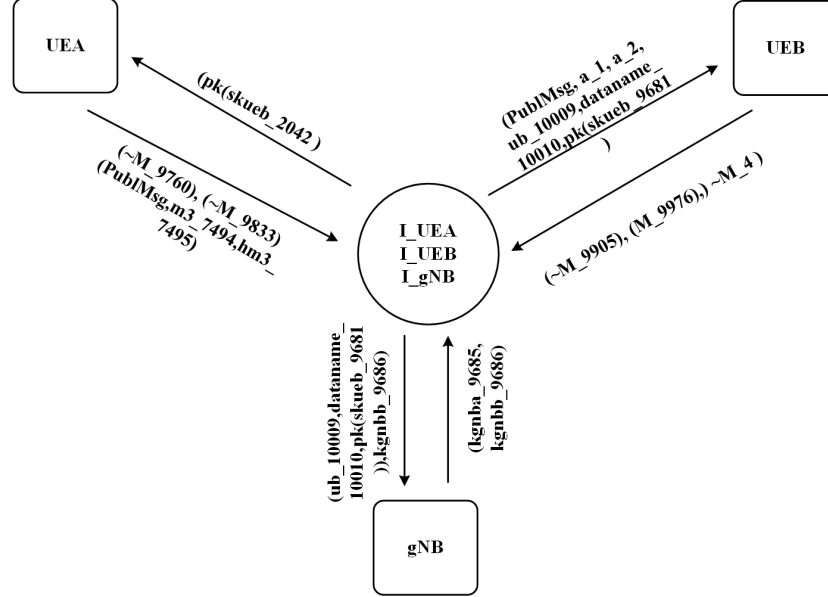 UEA
UEB
(pk(skueb_2042 )
(PublMsg, a_1, a_2,
ub_10009,dataname_
10010,pk(skueb_9681
)
(~M_9760), (~M_9833)
(PublMsg,m3_7494,hm3_
7495)
(~M_9905), (M_9976),) ~M_4 )
I_UEA
I_UEB
I_gNB
(ub_10009,dataname_
10010,pk(skueb_9681
)),kgnbb_9686)
(kgnba_9685,
kgnbb_9686)
gNB